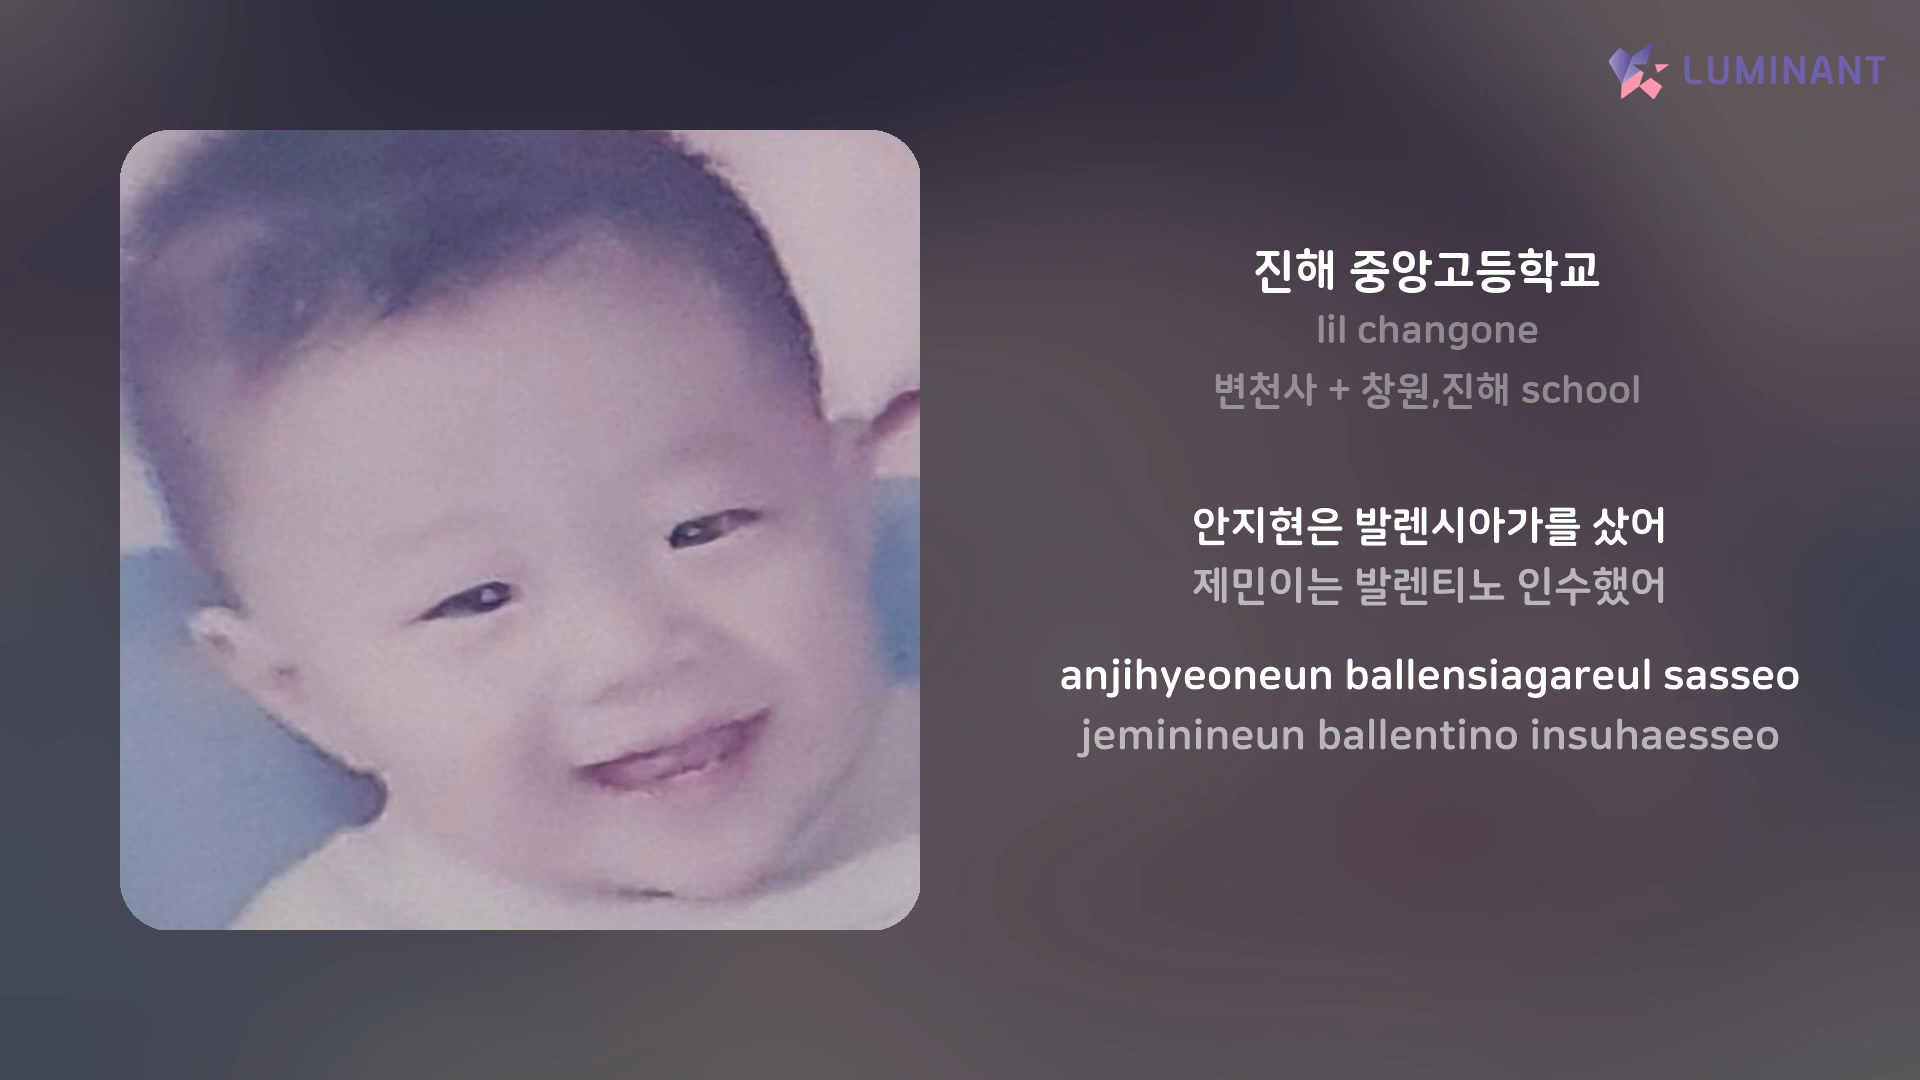 LUMINANT
진해 중앙고등학교
lil changone
변천사 + 창원,진해 school
안지현은 발렌시아가를 샀어
제민이는 발렌티노 인수했어
anjihyeoneun ballensiagareul sasseo
jeminineun ballentino insuhaesseo